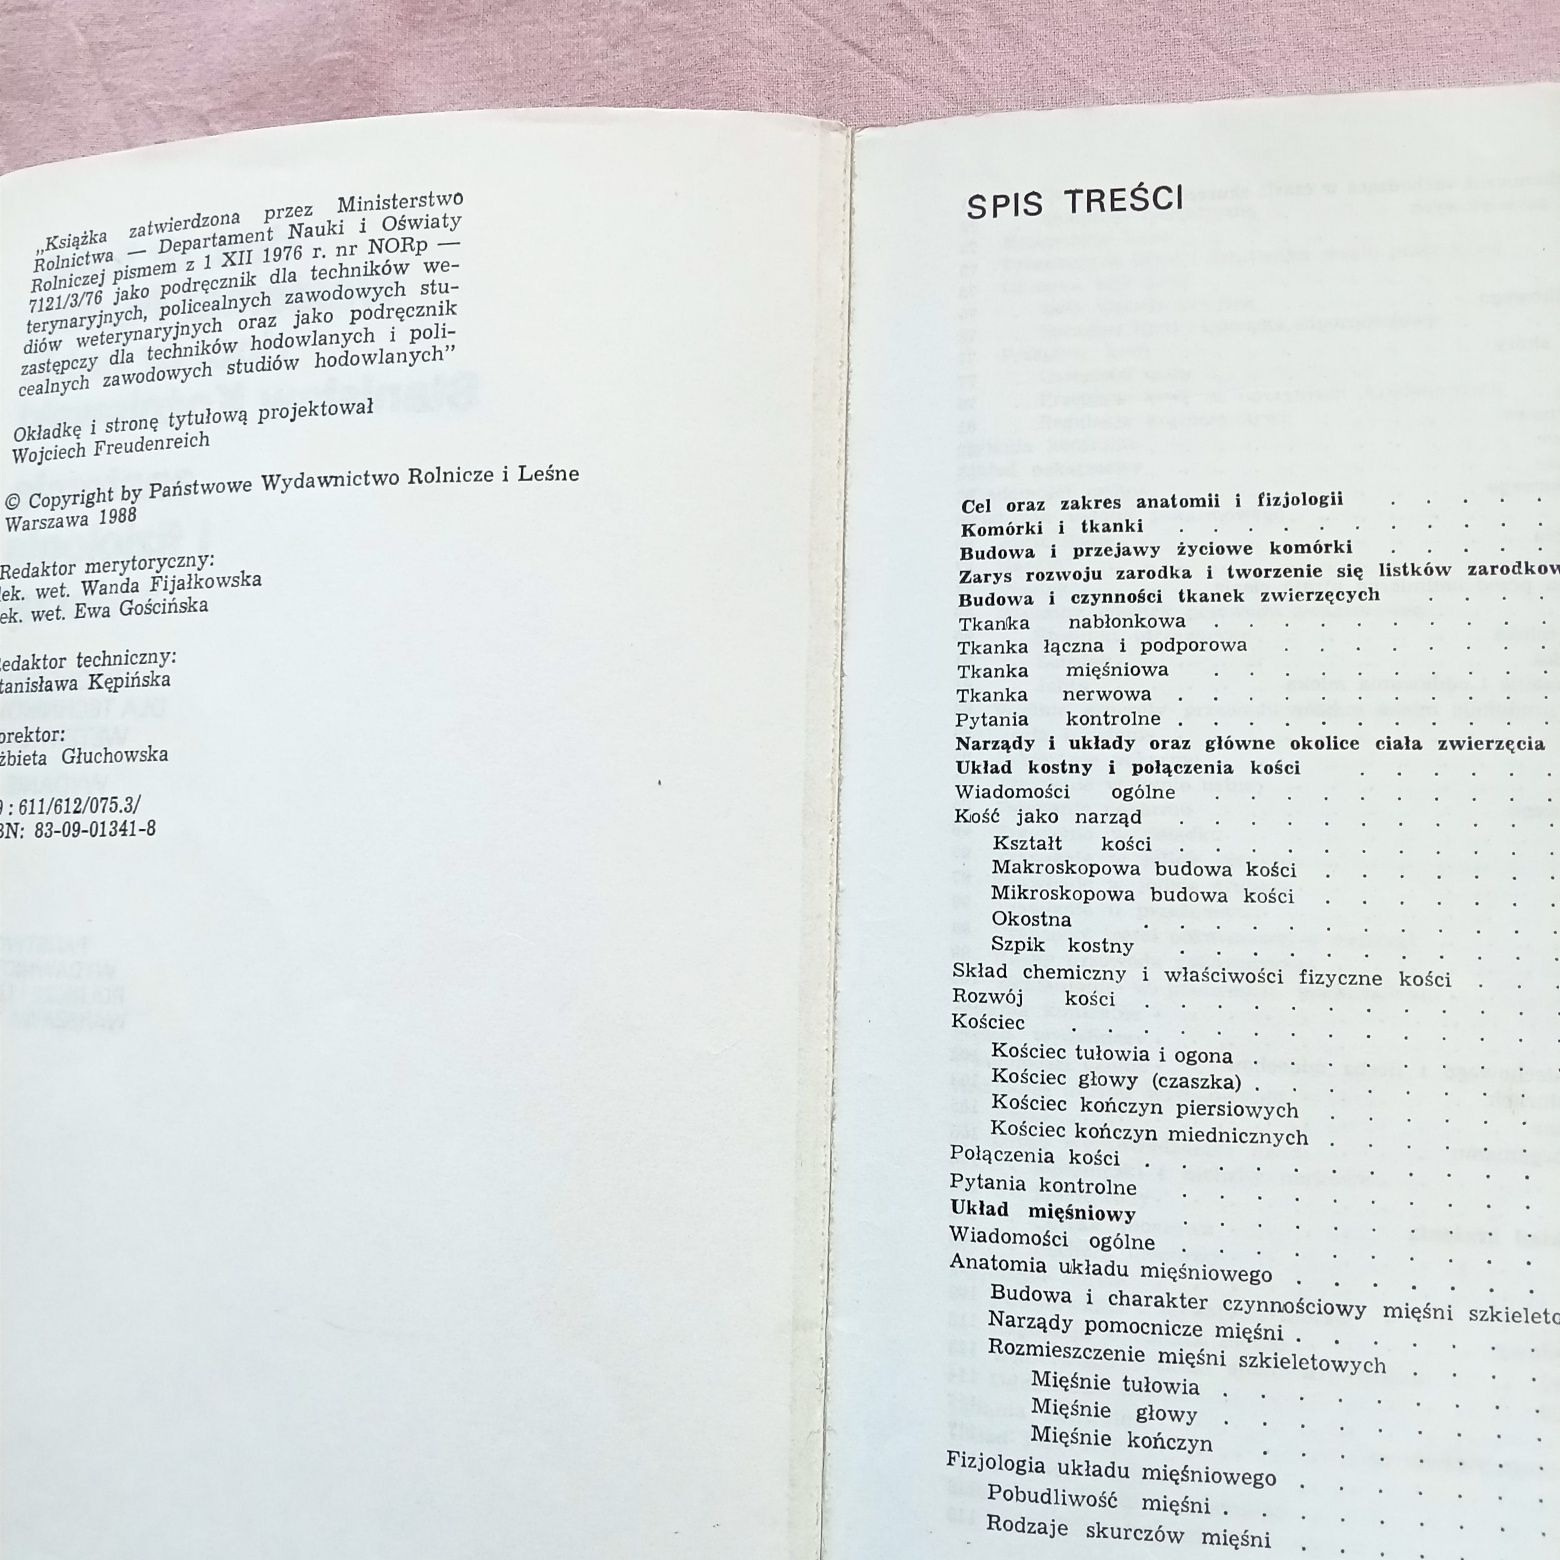 „Książka zatwierdzona przez Ministerstwo
Rolnictwa — Departament Nauki i Oświaty
Rolniczej pismem z 1 XII 1976 r. nr NORp —
7121/3/76 jako podręcznik dla techników we-
terynaryjnych, policealnych zawodowych stu-
diów weterynaryjnych oraz jako podręcznik
zastępczy dla techników hodowlanych i poli-
cealnych zawodowych studiów hodowlanych”
Okładkę i stronę tytułową projektował
Wojciech Freudenreich
© Copyright by Państwowe Wydawnictwo Rolnicze i Leśne
Warszawa 1988
Redaktor merytoryczny:
lek. wet. Wanda Fijałkowska
ek. wet. Ewa Gościńska
edaktor techniczny:
tanisława Kępińska
orektor:
żbieta Głuchowska
: 611/612/075.3/
BN: 83-09-01341-8
SPIS TREŚCI
Cel oraz zakres anatomii i fizjologii . . . . .
Komórki i tkanki . . . . . . . . . . .
Budowa i przejawy życiowe komórki . . . . .
Zarys rozwoju zarodka i tworzenie się listków zarodkow
Budowa i czynności tkanek zwierzęcych . . . .
Tkanka nabłonkowa . . . . . . . . . .
Tkanka łączna i podporowa . . . . . . . .
Tkanka mięśniowa . . . . . . . . . .
Tkanka nerwowa . . . . . . . . . . .
Pytania kontrolne . . . . . . . . . . .
Narządy i układy oraz główne okolice ciała zwierzęcia .
Układ kostny i połączenia kości . . . . . .
Wiadomości ogólne . . . . . . . . . .
Kość jako narząd . . . . . . . . . . .
Kształt kości . . . . . . . . . . .
Makroskopowa budowa kości . . . . . . .
Mikroskopowa budowa kości . . . . . . .
Okostna . . . . . . . . . . . .
Szpik kostny . . . . . . . . . . .
Skład chemiczny i właściwości fizyczne kości . . .
Rozwój kości . . . . . . . . . . . .
Kościec . . . . . . . . . . . . . .
Kościec tułowia i ogona . . . . . . . . .
Kościec głowy (czaszka) . . . . . . . .
Kościec kończyn piersiowych . . . . . .
Kościec kończyn miednicznych . . . . . . .
Połączenia kości . . . . . . . . . . .
Pytania kontrolne . . . . . . . . . .
Układ mięśniowy . . . . . . . . . .
Wiadomości ogólne . . . . . . . . . .
Anatomia układu mięśniowego . . . . . . .
Budowa i charakter czynnościowy mięśni szkieleto
Narządy pomocnicze mięśni . . . . . . .
Rozmieszczenie mięśni szkieletowych . . . .
Mięśnie tułowia . . . . . . . . .
Mięśnie głowy . . . . . . . . .
Mięśnie kończyn . . . . . . . .
Fizjologia układu mięśniowego . . . . . . .
Pobudliwość mięśni . . . . . . . . .
Rodzaje skurczów mięśni . . . . . . .